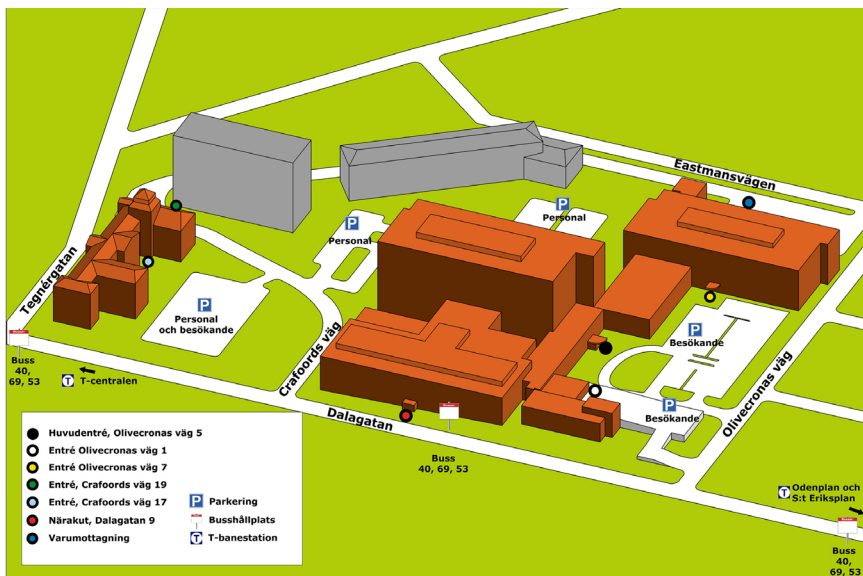 Eastmansvägen
P
Personal
P
Personal
Tegnérgatan
P
Personal
och besökande
Crafoords väg
P
Besökande
Olivecronas väg
P
Besökande
Buss
40,
69, 53
T T-centralen
Dalagatan
Buss
40, 69, 53
T Odenplan och
S:t Eriksplan
Buss
40,
69, 53
Huvudentré, Olivecronas väg 5
Entré Olivecronas väg 1
Entré Olivecronas väg 7
Entré, Crafoords väg 19
Entré, Crafoords väg 17
Närakut, Dalagatan 9
Varumottagning
P Parkering
Busshållplats
T T-banestation